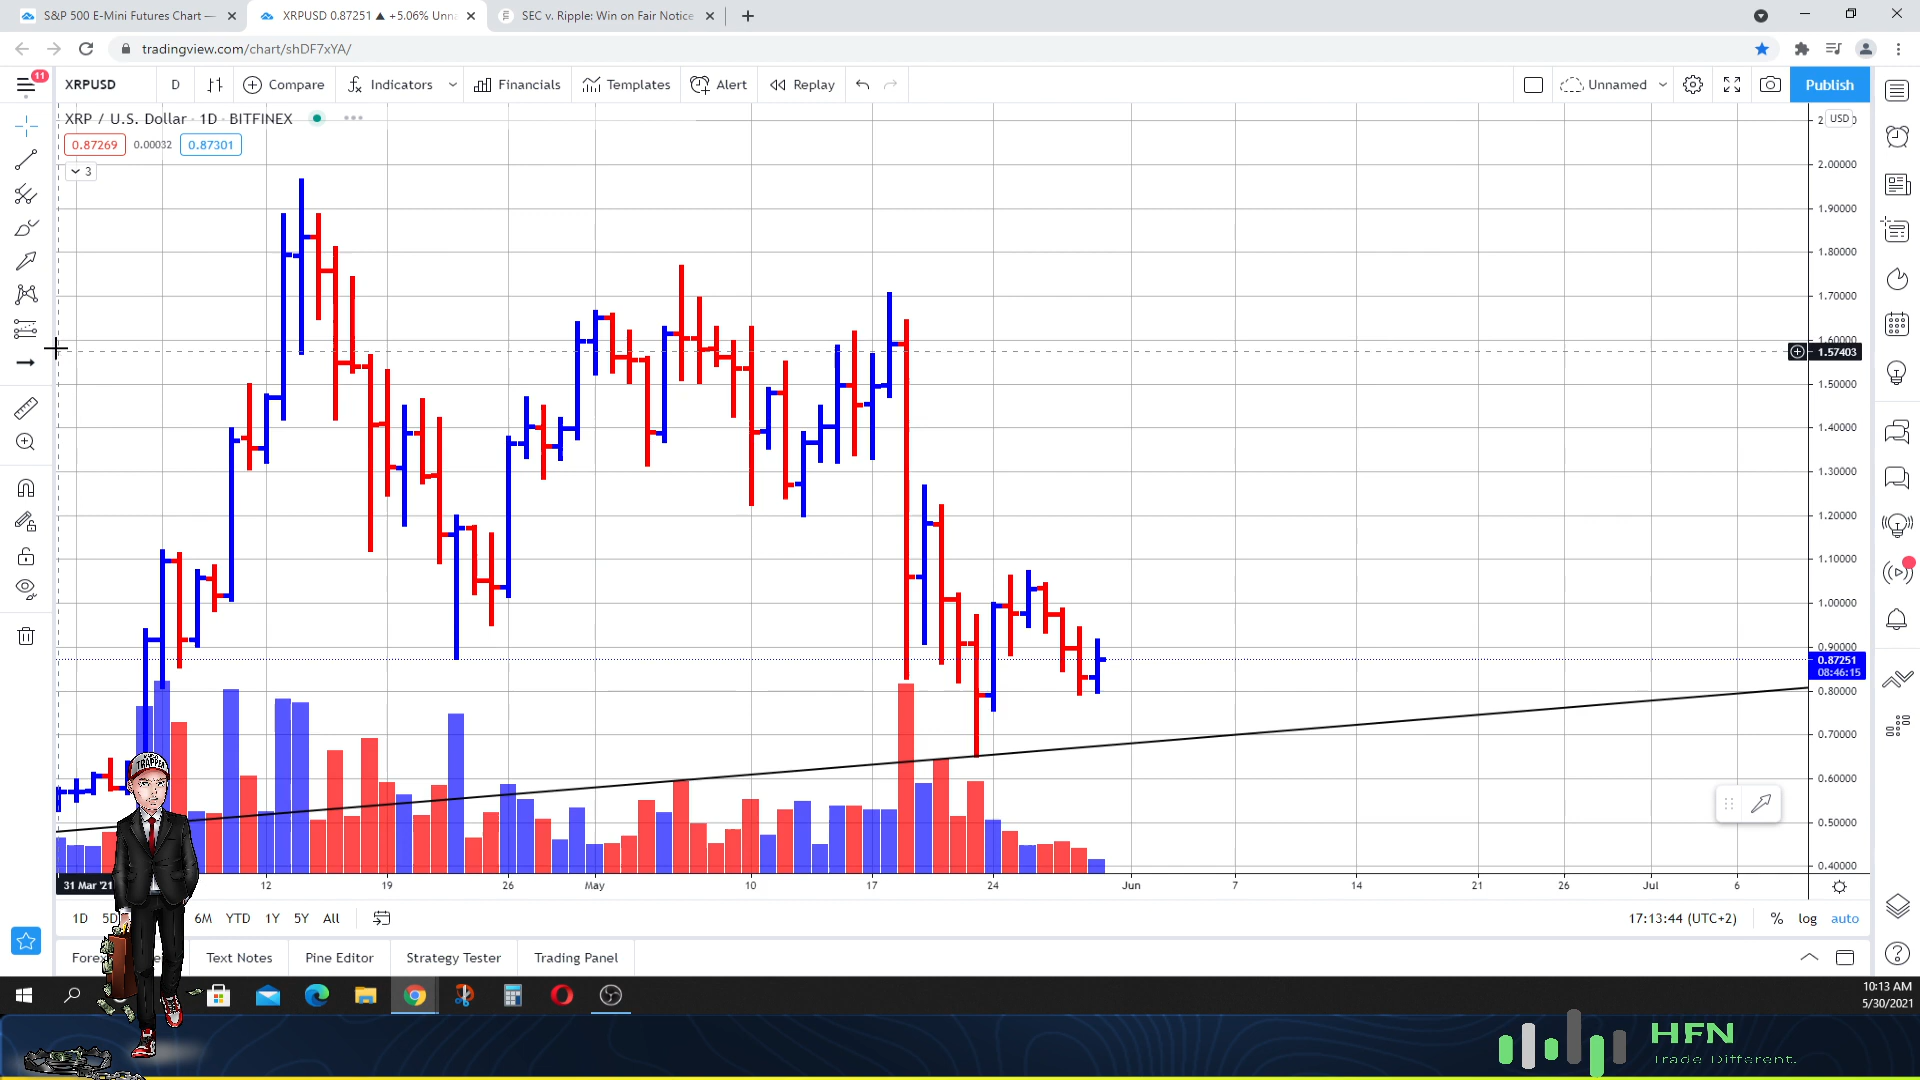 S&P 500 E-Mini Futures Chart —
XRPUSD 0.87251 ▲ +5.06% Unna
SEC v. Ripple: Win on Fair Notice
tradingview.com/chart/shDF7xYA/
11
XRPUSD
D
Compare
Indicators
Financials
Templates
Alert
Replay
Unnamed
Publish
XRP / U.S. Dollar · 1D · BITFINEX
0.87269
0.00032
0.87301
3
USD
2.00000
1.90000
1.80000
1.70000
1.57403
1.50000
1.40000
1.30000
1.20000
1.10000
1.00000
0.90000
0.87251
08:46:15
0.80000
0.70000
0.60000
0.50000
0.40000
TRAPPER
31 Mar '21
12
19
26
May
10
17
24
Jun
7
14
21
26
Jul
6
1D
5D
6M
YTD
1Y
5Y
All
17:13:44 (UTC+2)
%
log
auto
Text Notes
Pine Editor
Strategy Tester
Trading Panel
10:13 AM
5/30/2021
HFN
Trade Different.